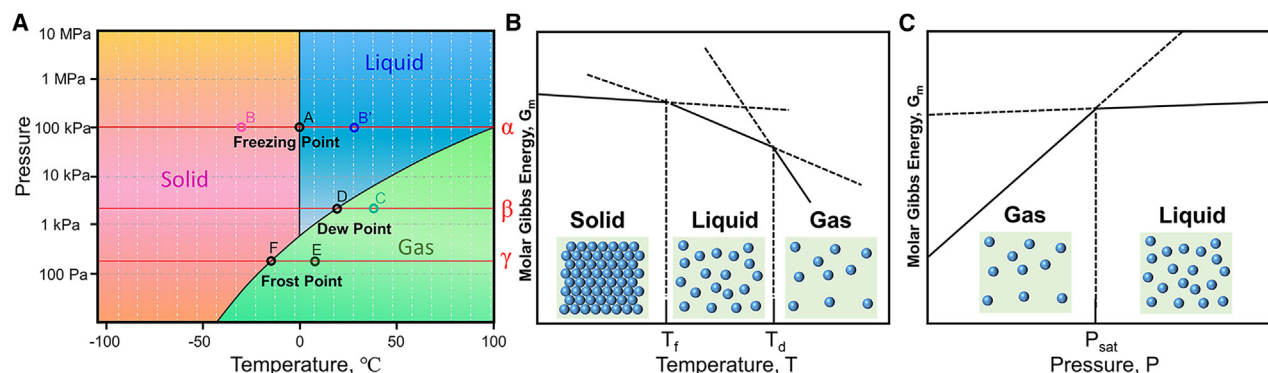 A
10 MPa
1 MPa
100 kPa
10 kPa
1 kPa
100 Pa
Pressure
Liquid
B
A
B'
Freezing Point
α
Solid
D
C
β
Dew Point
Gas
F
E
γ
Frost Point
-100
-50
0
50
100
Temperature, °C
B
Molar Gibbs Energy, Gm
Solid
Liquid
Gas
Tf
Td
Temperature, T
C
Molar Gibbs Energy, Gm
Gas
Liquid
Psat
Pressure, P